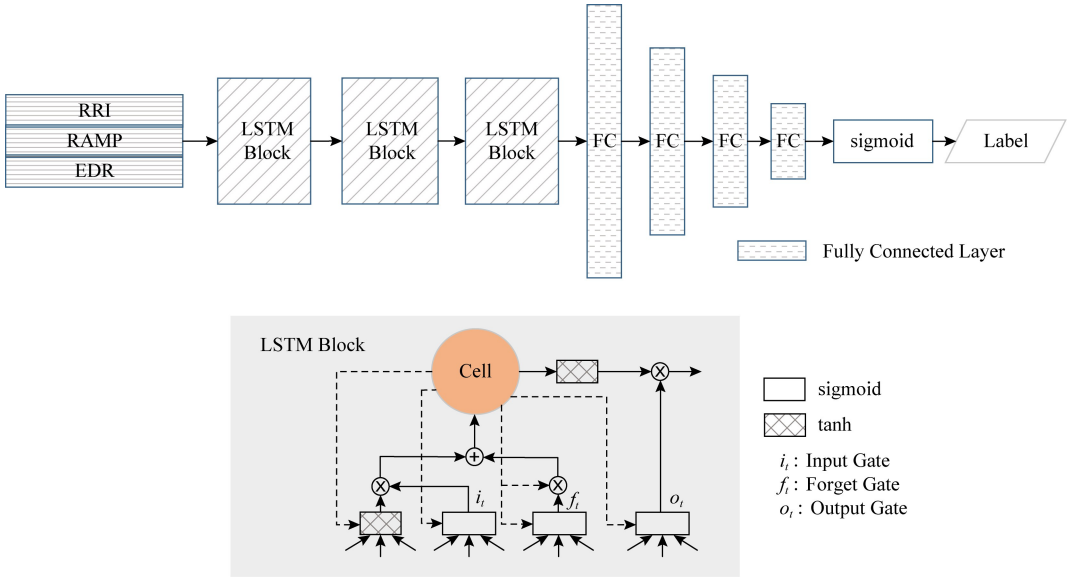 RRI
RAMP
EDR
LSTM
Block
LSTM
Block
LSTM
Block
FC
FC
FC
FC
sigmoid
Label
Fully Connected Layer
LSTM Block
Cell
sigmoid
tanh
i_t : Input Gate
f_t : Forget Gate
o_t : Output Gate
i_t
f_t
o_t